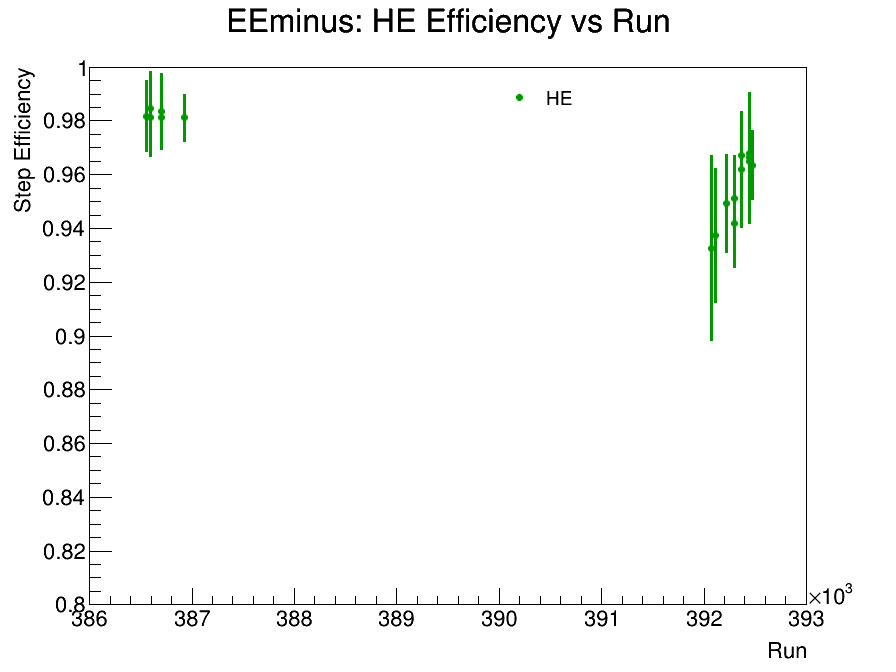 EEminus: HE Efficiency vs Run
Step Efficiency
1
0.98
0.96
0.94
0.92
0.9
0.88
0.86
0.84
0.82
0.8
HE
386 387 388 389 390 391 392 393
×10³
Run